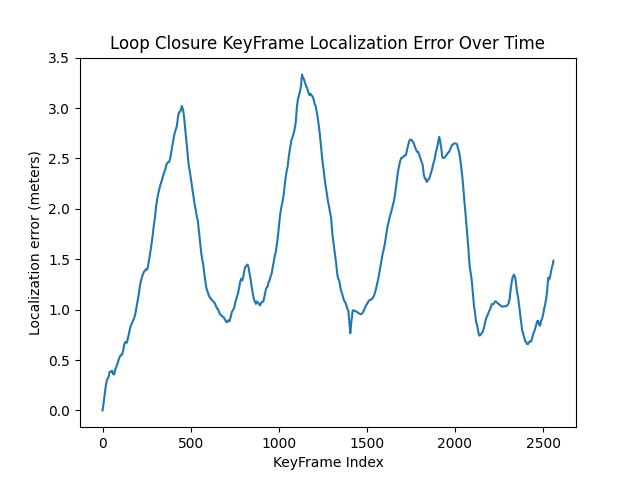 Loop Closure KeyFrame Localization Error Over Time
3.5
3.0
2.5
2.0
1.5
1.0
0.5
0.0
Localization error (meters)
0 500 1000 1500 2000 2500
KeyFrame Index